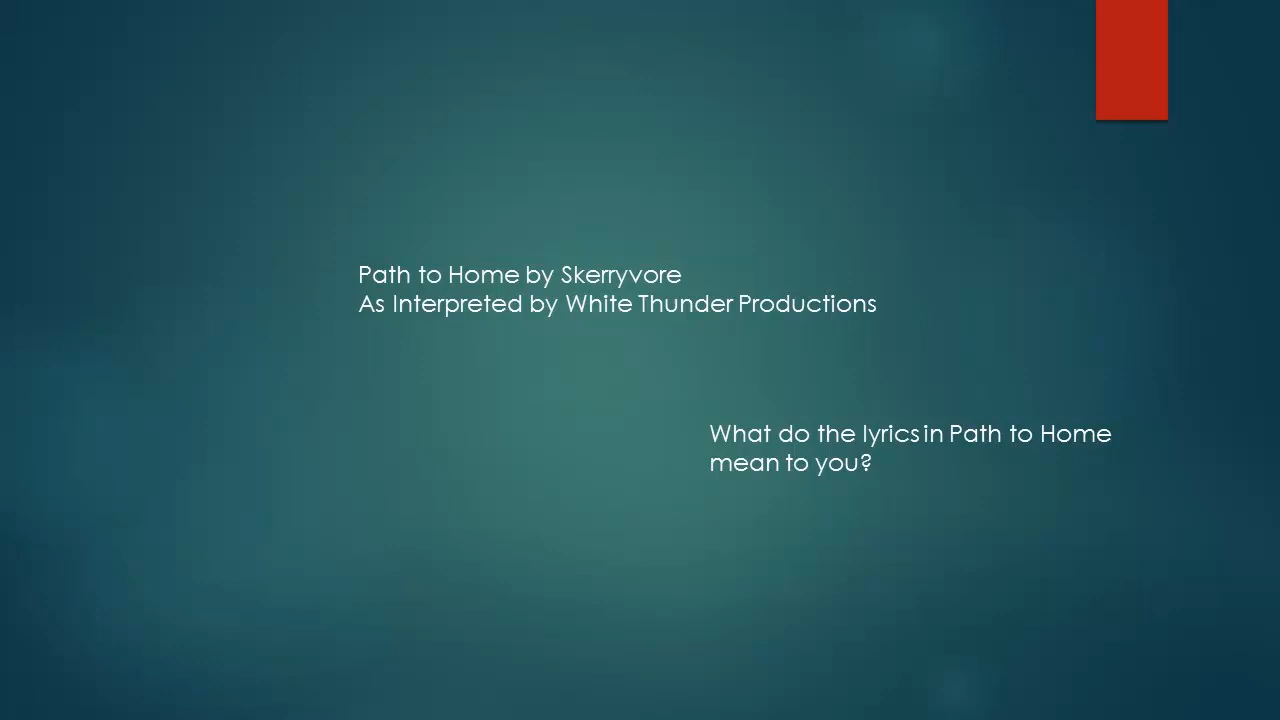 Path to Home by Skerryvore
As Interpreted by White Thunder Productions
What do the lyrics in Path to Home
mean to you?